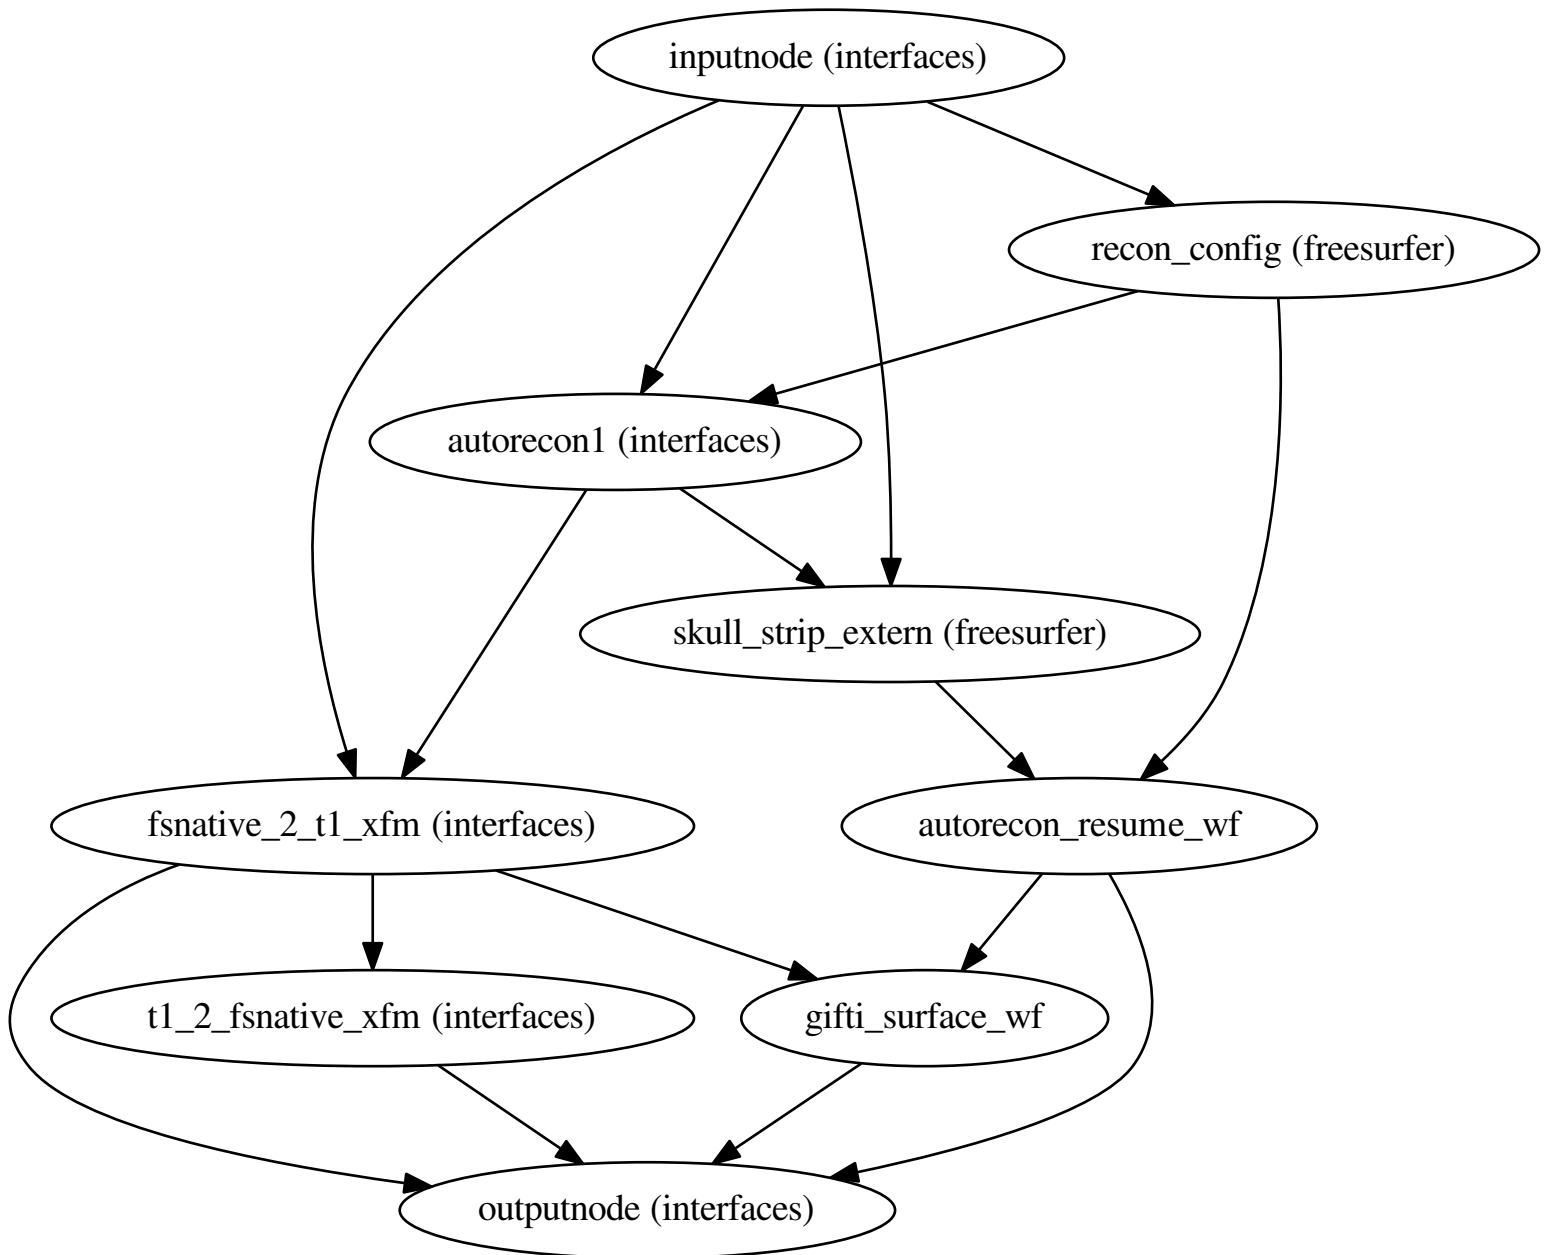 inputnode (interfaces)
recon_config (freesurfer)
autorecon1 (interfaces)
skull_strip_extern (freesurfer)
fsnative_2_t1_xfm (interfaces)
autorecon_resume_wf
t1_2_fsnative_xfm (interfaces)
gifti_surface_wf
outputnode (interfaces)